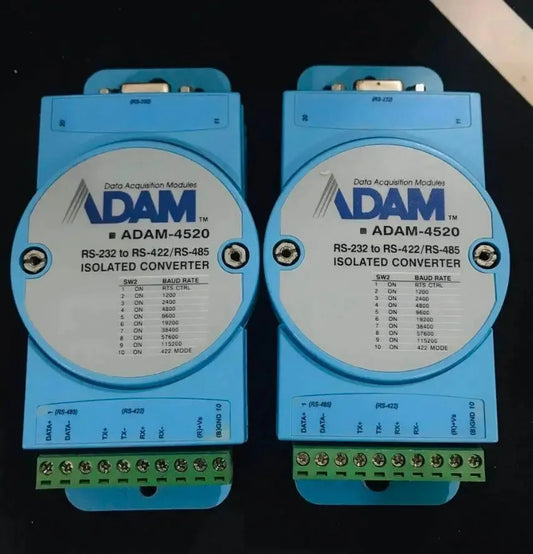 (RS-232)
20
11
Data Acquisition Modules
ADAM TM
ADAM-4520
RS-232 to RS-422/RS-485
ISOLATED CONVERTER
SW2 BAUD RATE
1 ON RTS CTRL
2 ON 1200
3 ON 2400
4 ON 4800
5 ON 9600
6 ON 19200
7 ON 38400
8 ON 57600
9 ON 115200
10 ON 422 MODE
1 (RS-485) (RS-422) 10
DATA+ DATA- TX+ TX- RX+ RX- (R)+Vs (B)GND
(RS-232)
20
11
Data Acquisition Modules
ADAM TM
ADAM-4520
RS-232 to RS-422/RS-485
ISOLATED CONVERTER
SW2 BAUD RATE
1 ON RTS CTRL
2 ON 1200
3 ON 2400
4 ON 4800
5 ON 9600
6 ON 19200
7 ON 38400
8 ON 57600
9 ON 115200
10 ON 422 MODE
1 (RS-485) (RS-422) 10
DATA+ DATA- TX+ TX- RX+ RX- (R)+Vs (B)GND